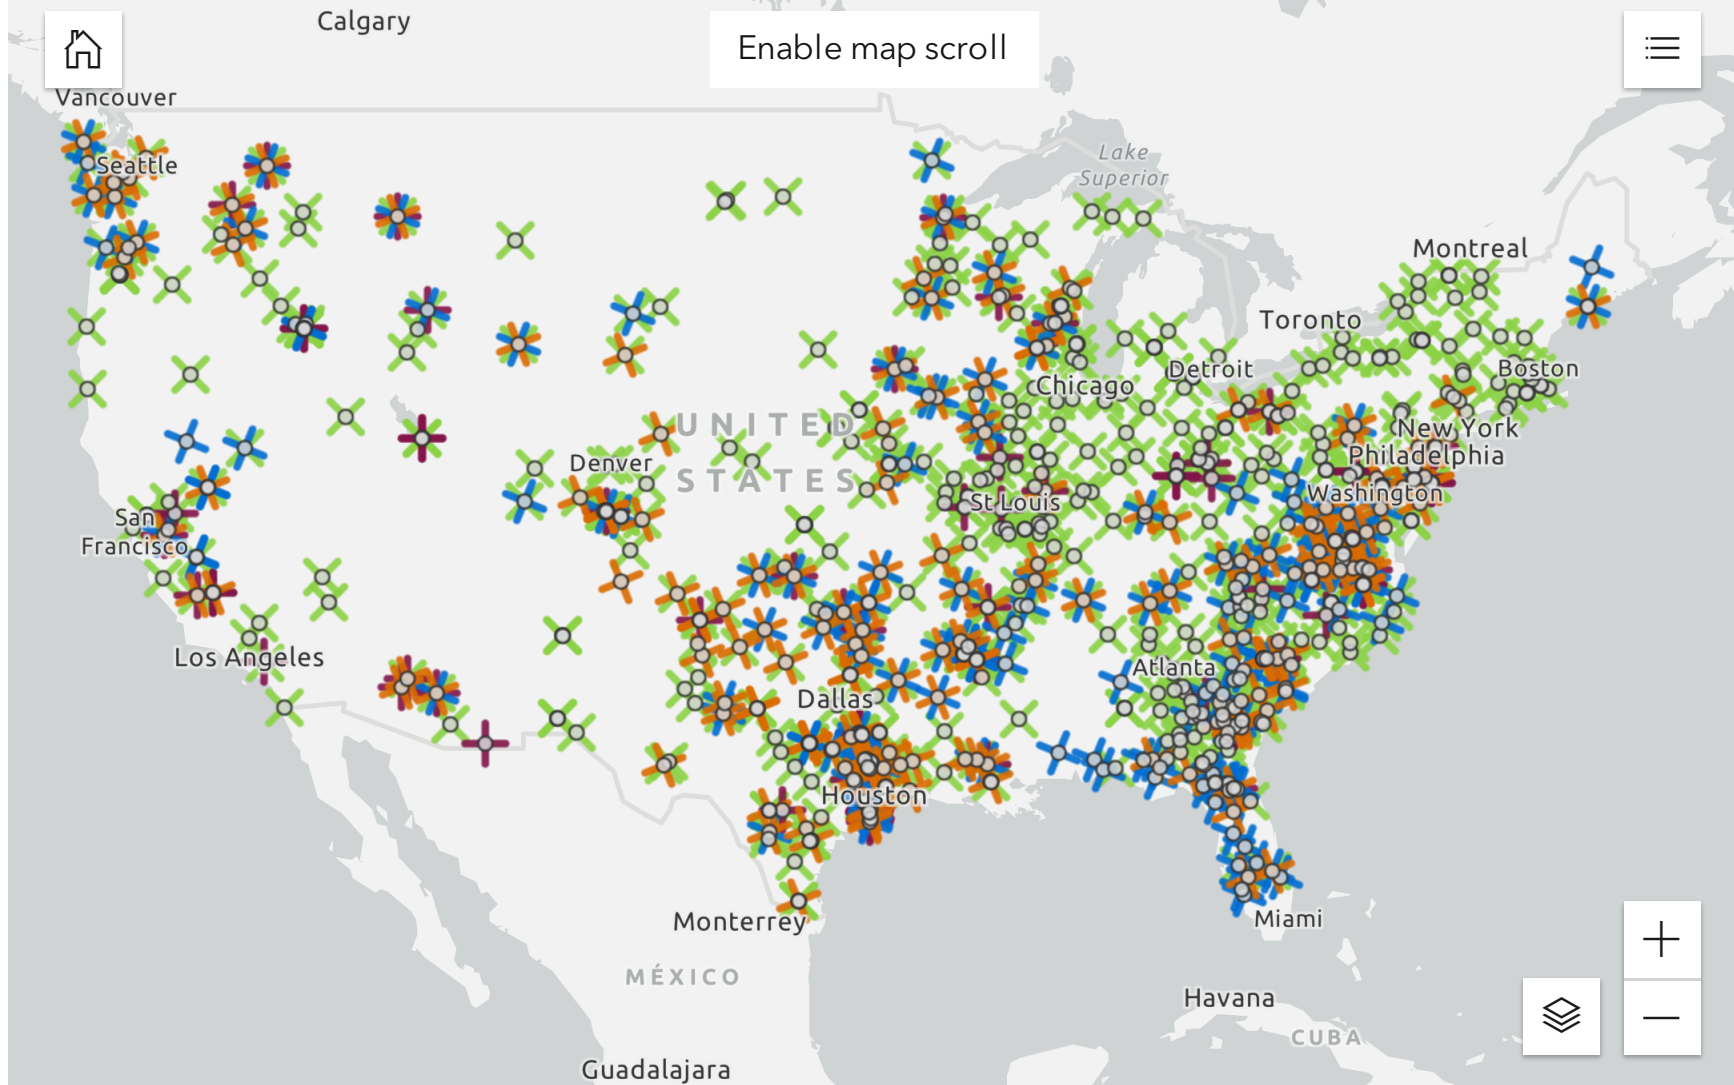 Calgary
Enable map scroll
Vancouver
Seattle
Lake
Superior
Montreal
Toronto
Detroit
Boston
Chicago
UNITED
STATES
New York
Philadelphia
Denver
Washington
St Louis
San
Francisco
Los Angeles
Atlanta
Dallas
Houston
Monterrey
Miami
MÉXICO
Havana
CUBA
Guadalajara